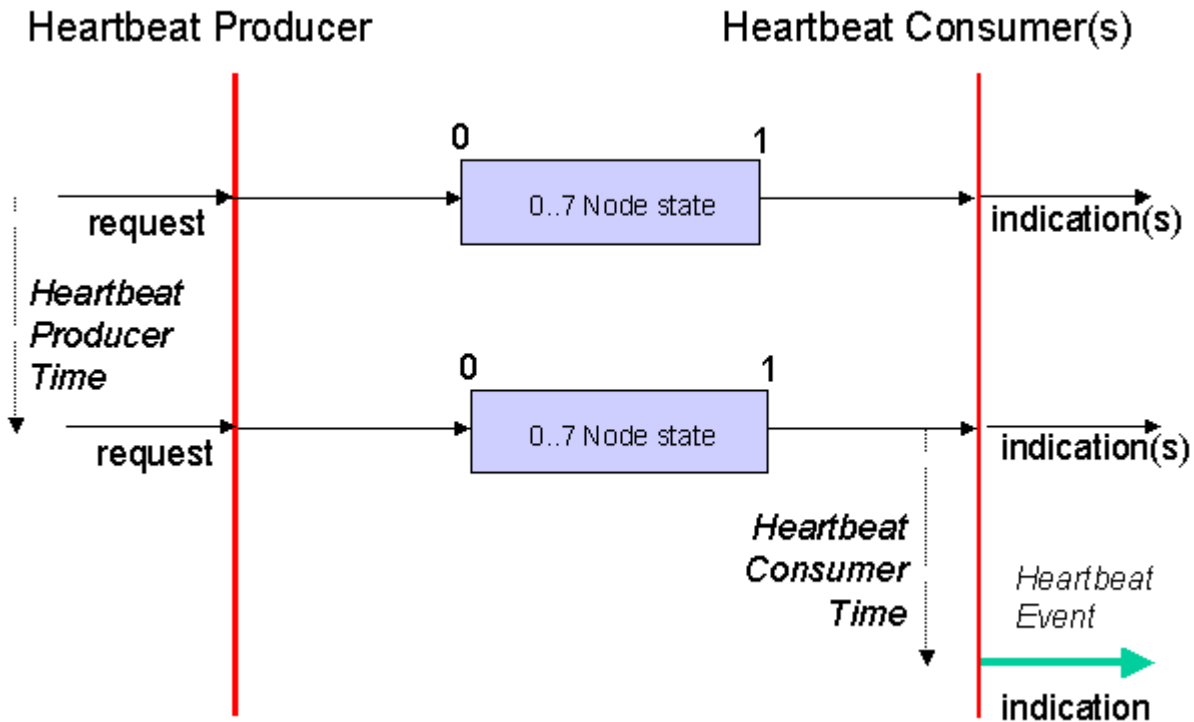 Heartbeat Producer
Heartbeat Consumer(s)
0
1
0..7 Node state
request
indication(s)
Heartbeat
Producer
Time
0
1
0..7 Node state
request
indication(s)
Heartbeat
Consumer
Time
Heartbeat
Event
indication